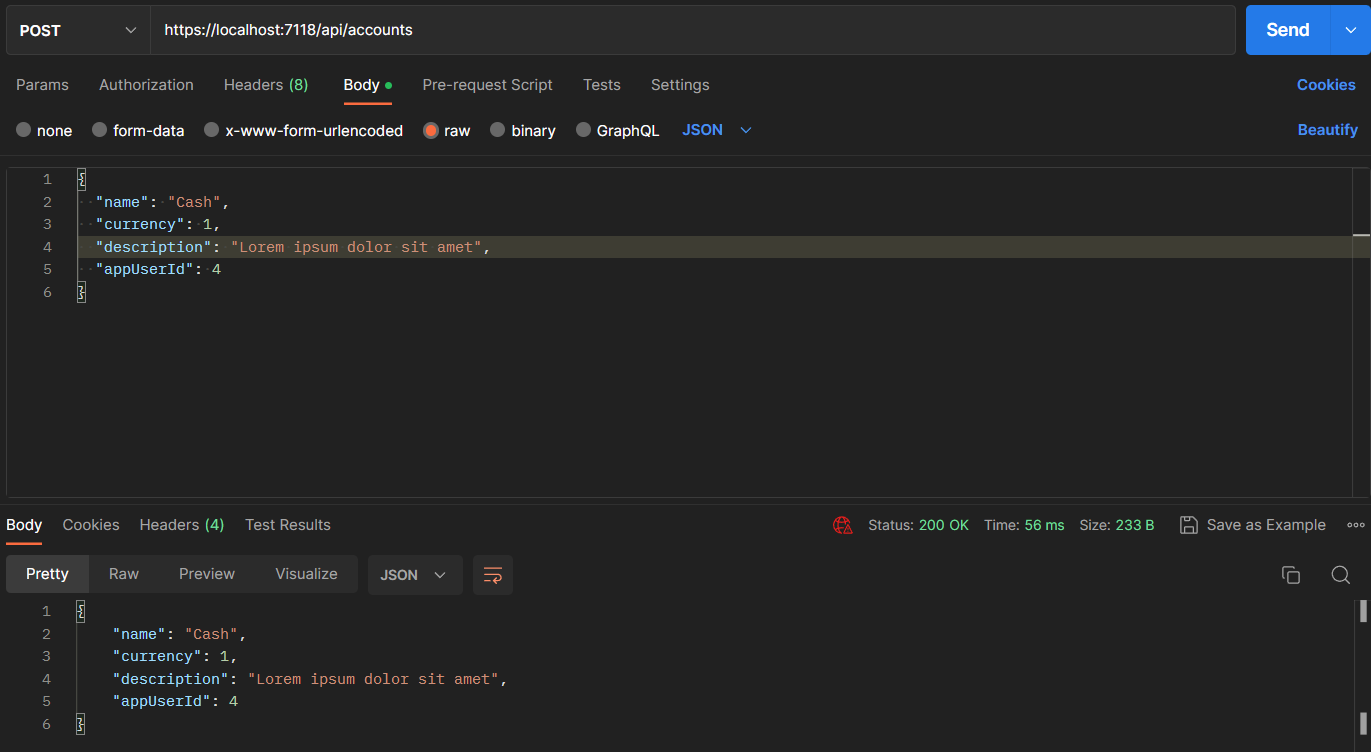 POST https://localhost:7118/api/accounts Send
Params Authorization Headers (8) Body Pre-request Script Tests Settings Cookies
none form-data x-www-form-urlencoded raw binary GraphQL JSON Beautify
1 {
2 "name": "Cash",
3 "currency": 1,
4 "description": "Lorem ipsum dolor sit amet",
5 "appUserId": 4
6 }
Body Cookies Headers (4) Test Results Status: 200 OK Time: 56 ms Size: 233 B Save as Example
Pretty Raw Preview Visualize JSON
1 {
2 "name": "Cash",
3 "currency": 1,
4 "description": "Lorem ipsum dolor sit amet",
5 "appUserId": 4
6 }